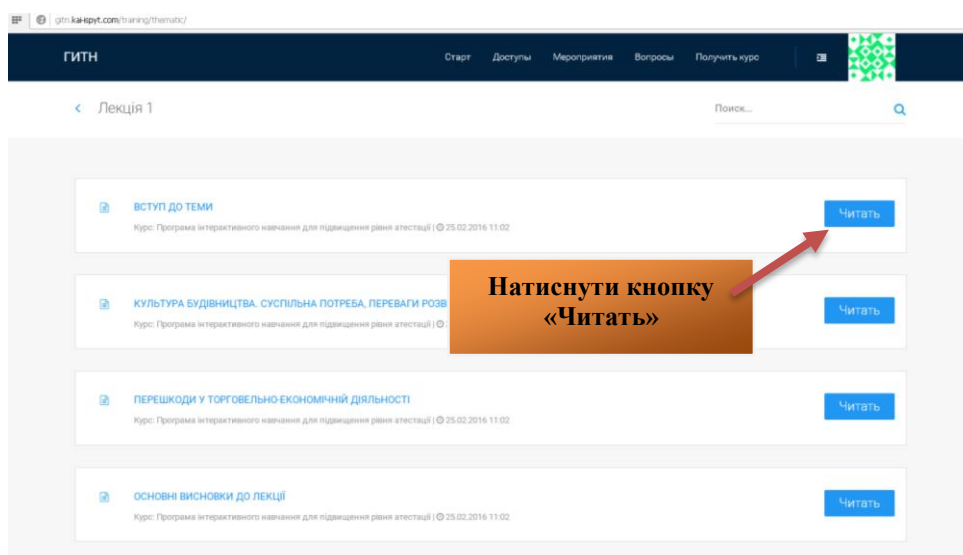 gitn.kai-ispyt.com/training/thematic/
ГИТН
Старт Доступы Мероприятия Вопросы Получить курс
Лекція 1
Поиск...
ВСТУП ДО ТЕМИ
Читать
Курс: Програма інтерактивного навчання для підвищення рівня атестації | 25.02.2016 11:02
Натиснути кнопку
«Читать»
КУЛЬТУРА БУДІВНИЦТВА. СУСПІЛЬНА ПОТРЕБА, ПЕРЕВАГИ
Читать
Курс: Програма інтерактивного навчання для підвищення рівня атестації |
ПЕРЕШКОДИ У ТОРГОВЕЛЬНО-ЕКОНОМІЧНІЙ ДІЯЛЬНОСТІ
Читать
Курс: Програма інтерактивного навчання для підвищення рівня атестації | 25.02.2016 11:02
ОСНОВНІ ВИСНОВКИ ДО ЛЕКЦІЇ
Читать
Курс: Програма інтерактивного навчання для підвищення рівня атестації | 25.02.2016 11:02